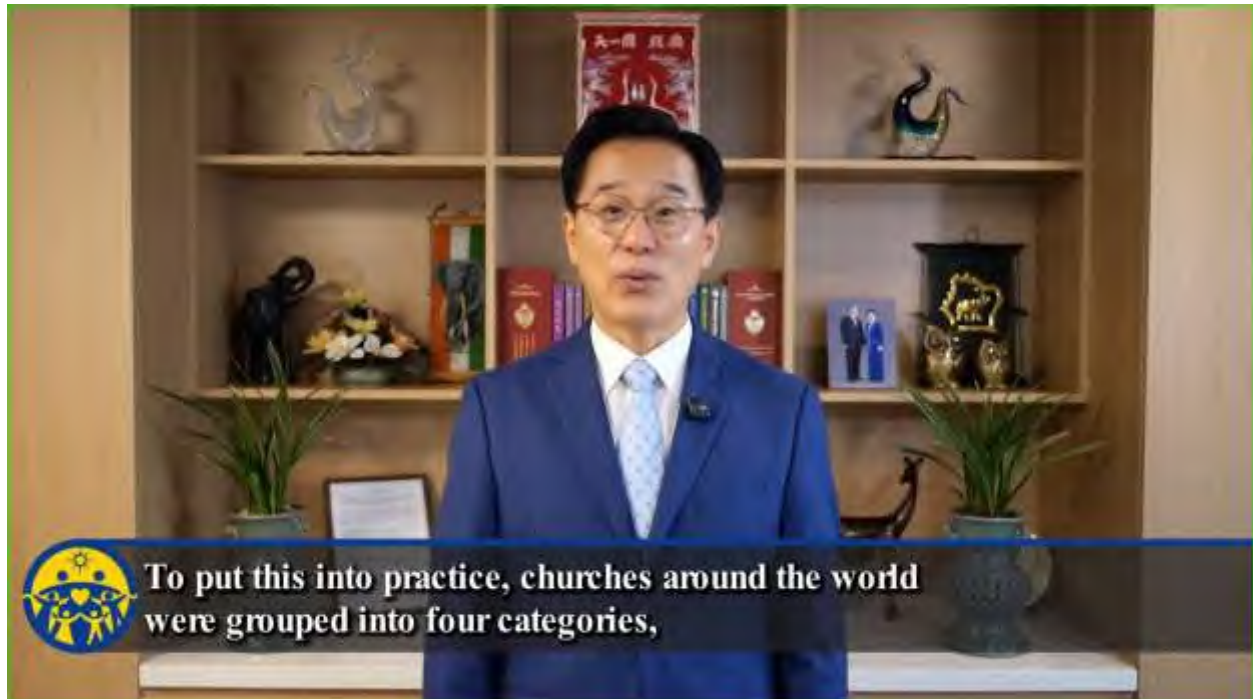 To put this into practice, churches around the world
were grouped into four categories,